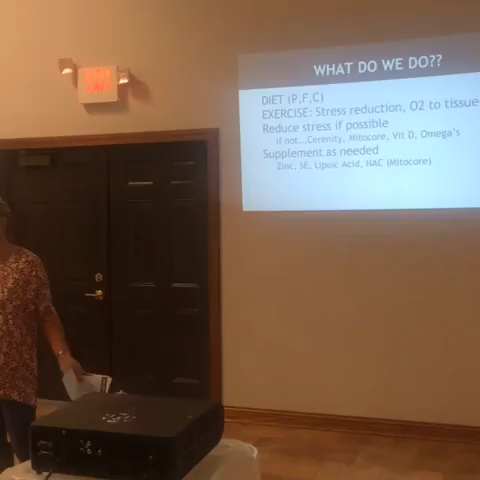 EXIT
WHAT DO WE DO??
DIET (P,F,C)
EXERCISE: Stress reduction, O2 to tissue
Reduce stress if possible
if not...Cerenity, Mitocore, Vit D, Omega's
Supplement as needed
Zinc, SE, Lipoic Acid, NAC (Mitocore)